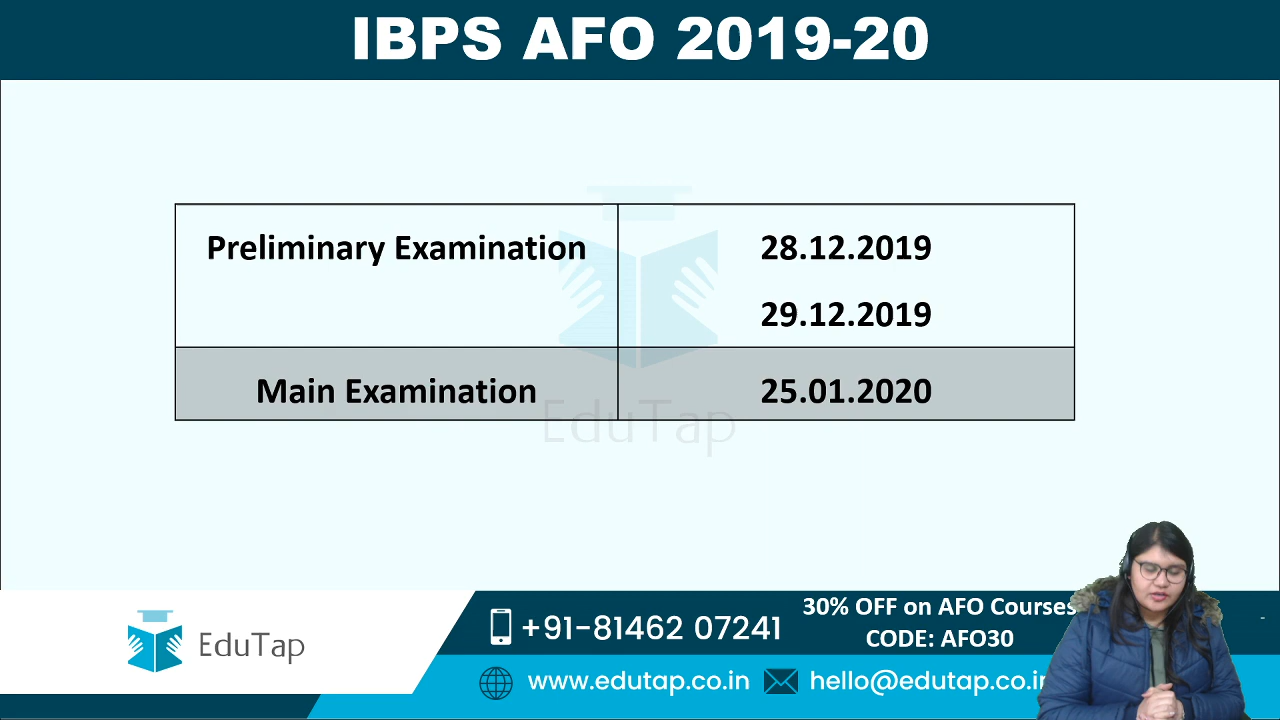 IBPS AFO 2019-20
Preliminary Examination
28.12.2019
29.12.2019
Main Examination
25.01.2020
EduTap
EduTap
+91-81462 07241
30% OFF on AFO Courses
CODE: AFO30
www.edutap.co.in
hello@edutap.co.in